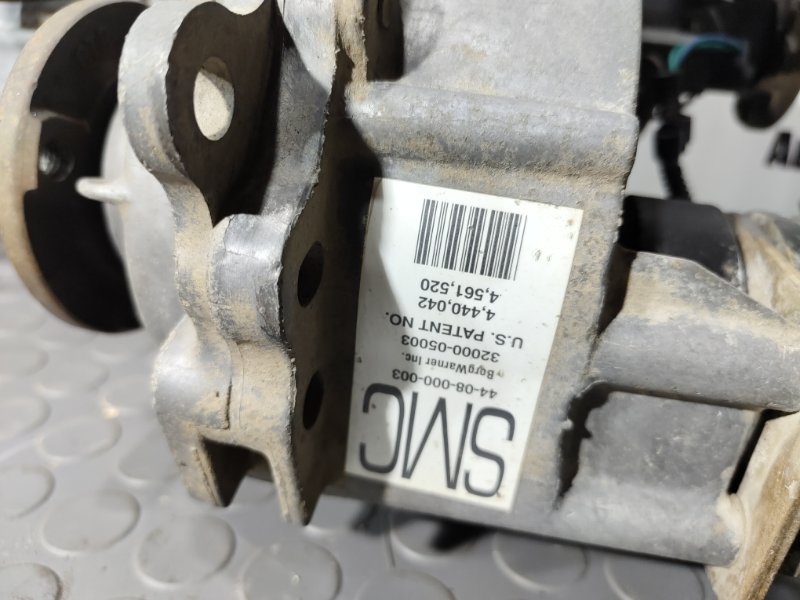 SMC
44-08-000-003
BorgWarner Inc.
32000-05003
U.S. PATENT NO.
4,440,042
4,561,520